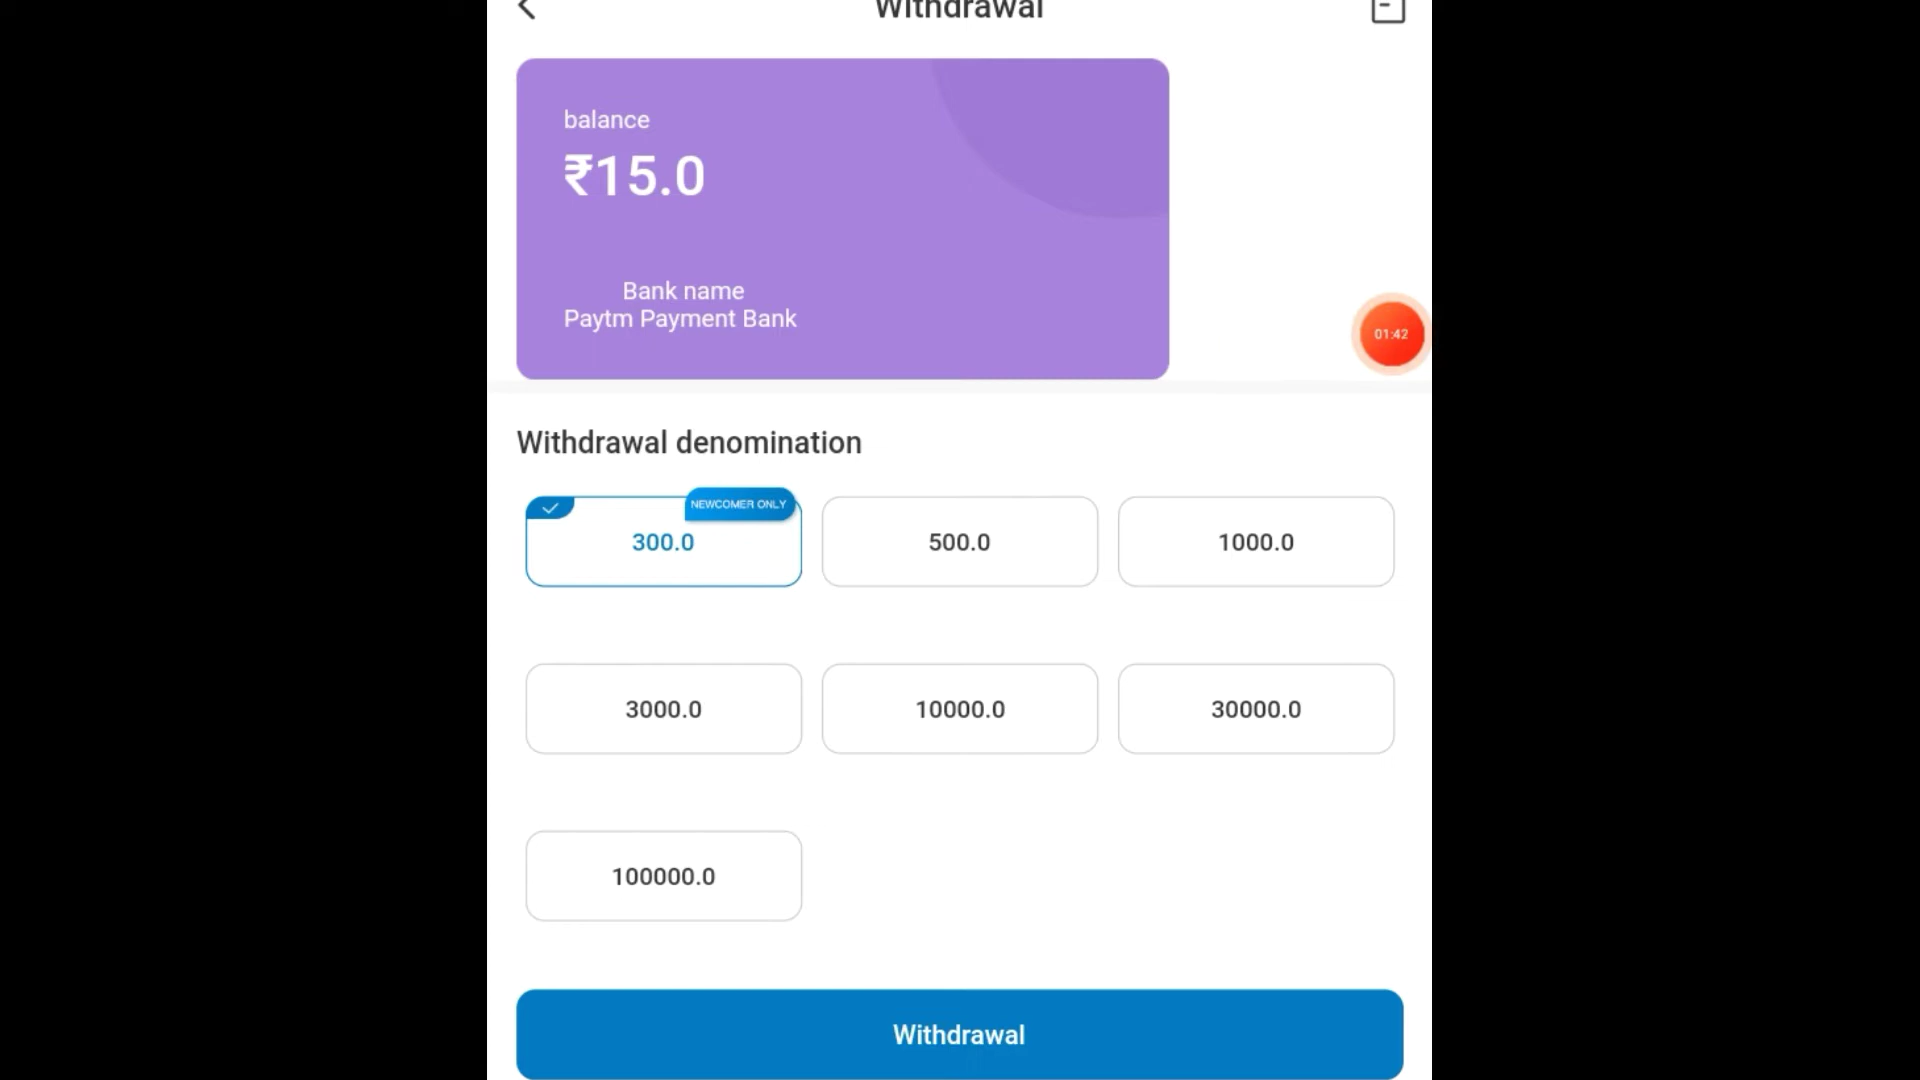 Withdrawal
balance
₹15.0
Bank name
Paytm Payment Bank
01:42
Withdrawal denomination
NEWCOMER ONLY
300.0
500.0
1000.0
3000.0
10000.0
30000.0
100000.0
Withdrawal